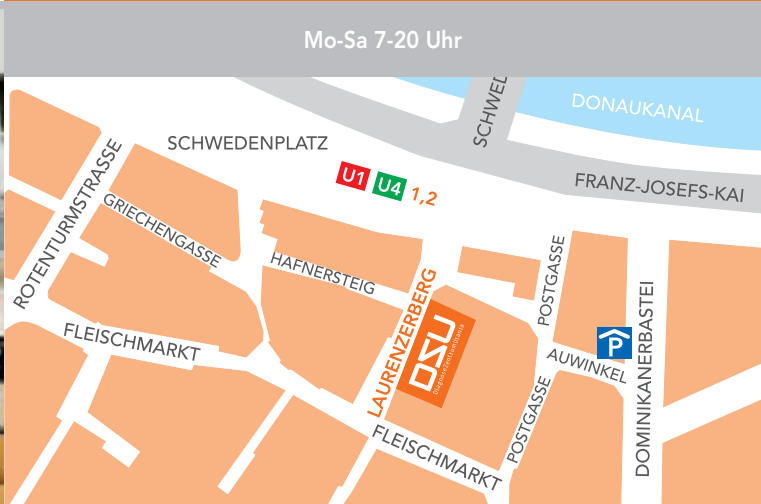 Mo-Sa 7-20 Uhr
DONAUKANAL
SCHWED
SCHWEDENPLATZ
U1
U4
1,2
FRANZ-JOSEFS-KAI
ROTENTURMSTRASSE
GRIECHENGASSE
HAFNERSTEIG
POSTGASSE
LAURENZERBERG
DZU
P
AUWINKEL
DOMINIKANERBASTEI
FLEISCHMARKT
POSTGASSE
FLEISCHMARKT